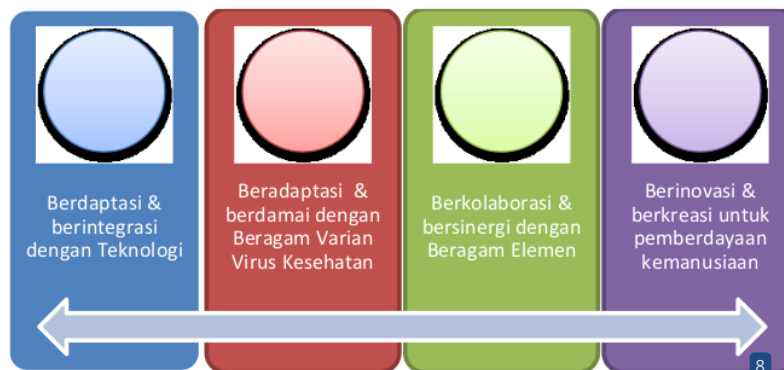 Berdaptasi &
berintegrasi
dengan Teknologi
Beradaptasi &
berdamai dengan
Beragam Varian
Virus Kesehatan
Berkolaborasi &
bersinergi dengan
Beragam Elemen
Berinovasi &
berkreasi untuk
pemberdayaan
kemanusiaan
8